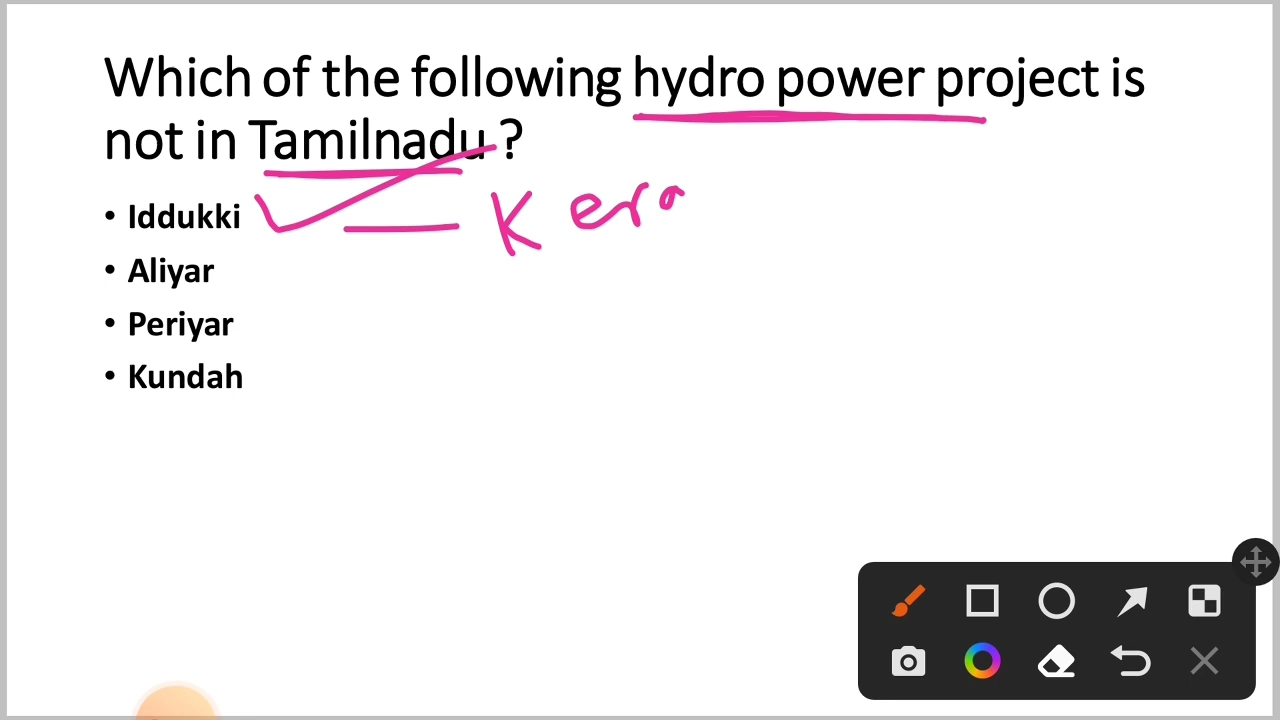 Which of the following hydro power project is
not in Tamilnadu ?
• Iddukki — Kera
• Aliyar
• Periyar
• Kundah